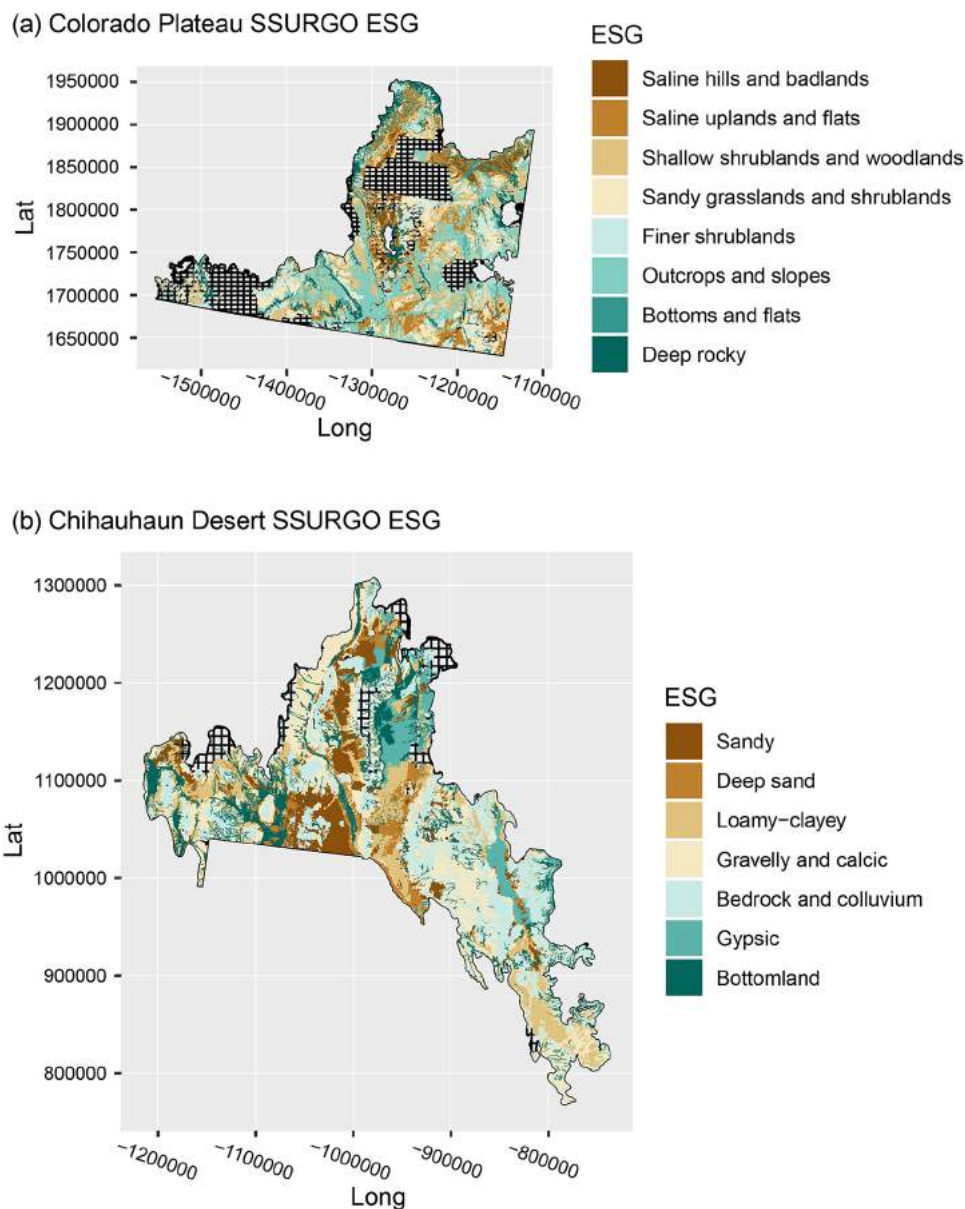 (a) Colorado Plateau SSURGO ESG
ESG
Saline hills and badlands
Saline uplands and flats
Shallow shrublands and woodlands
Sandy grasslands and shrublands
Finer shrublands
Outcrops and slopes
Bottoms and flats
Deep rocky
Lat
1950000
1900000
1850000
1800000
1750000
1700000
1650000
−1500000
−1400000
−1300000
−1200000
−1100000
Long
(b) Chihauhaun Desert SSURGO ESG
ESG
Sandy
Deep sand
Loamy−clayey
Gravelly and calcic
Bedrock and colluvium
Gypsic
Bottomland
Lat
1300000
1200000
1100000
1000000
900000
800000
−1200000
−1100000
−1000000
−900000
−800000
Long